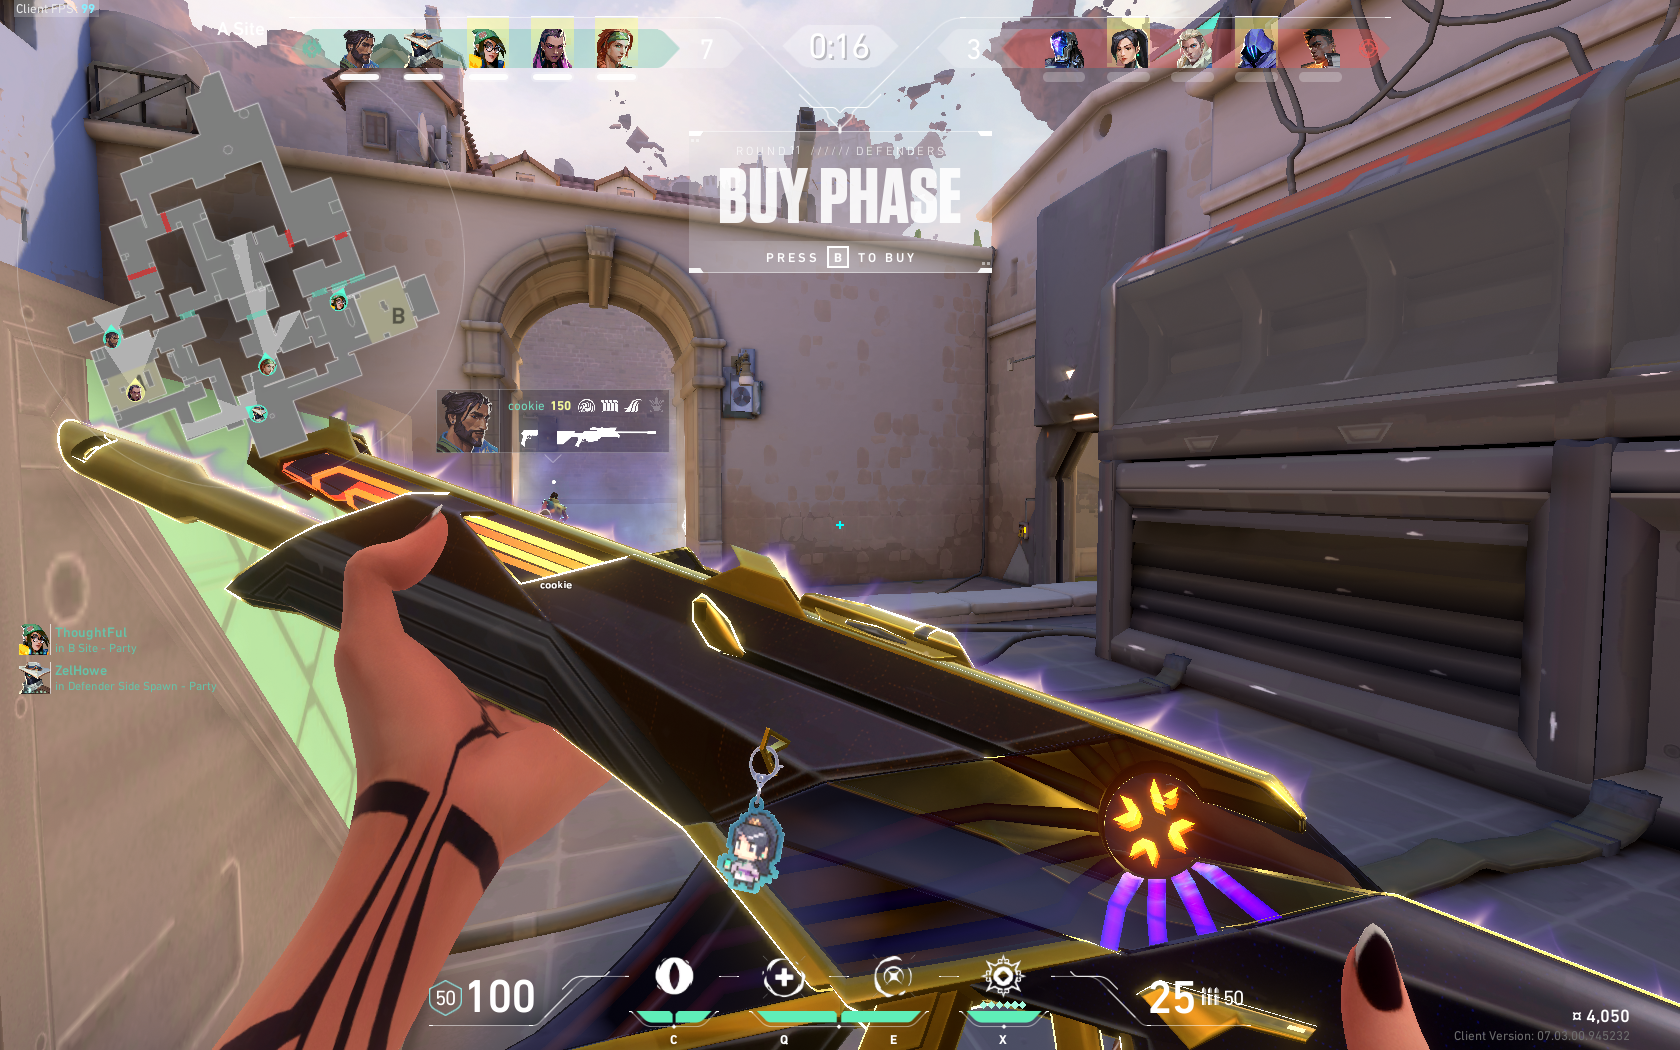 Client FPS: 99
A Site
7
0:16
3
ROUND 11 ////// DEFENDERS
BUY PHASE
PRESS B TO BUY
B
cookie 150
cookie
ThoughtFul
in B Site - Party
ZelHowe
in Defender Side Spawn - Party
50 100
C
Q
E
X
25 50
¤ 4,050
Client Version: 07.03.00.945232